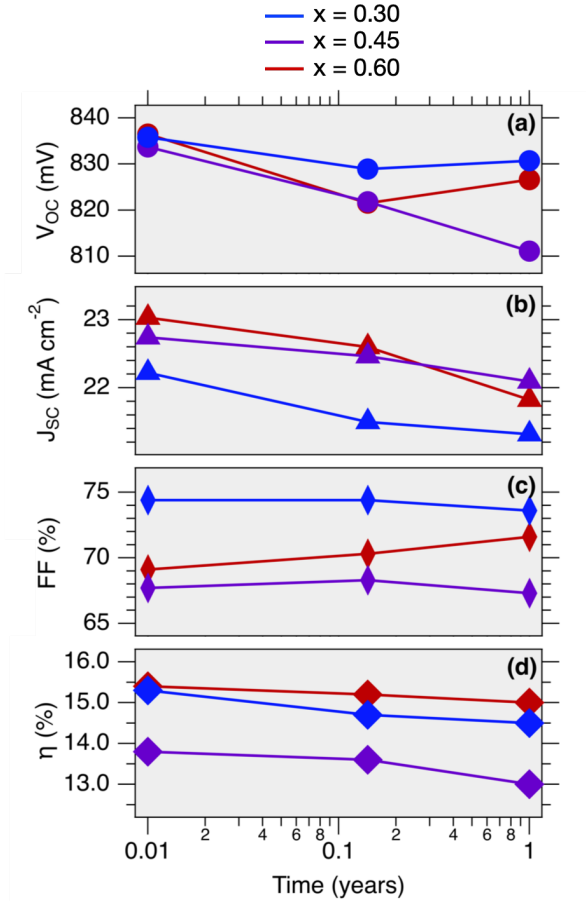 x = 0.30
x = 0.45
x = 0.60
(a)
840
830
820
810
VOC (mV)
(b)
23
22
JSC (mA cm-2)
(c)
75
70
65
FF (%)
(d)
16.0
15.0
14.0
13.0
η (%)
2 4 6 8 2 4 6 8
0.01 0.1 1
Time (years)